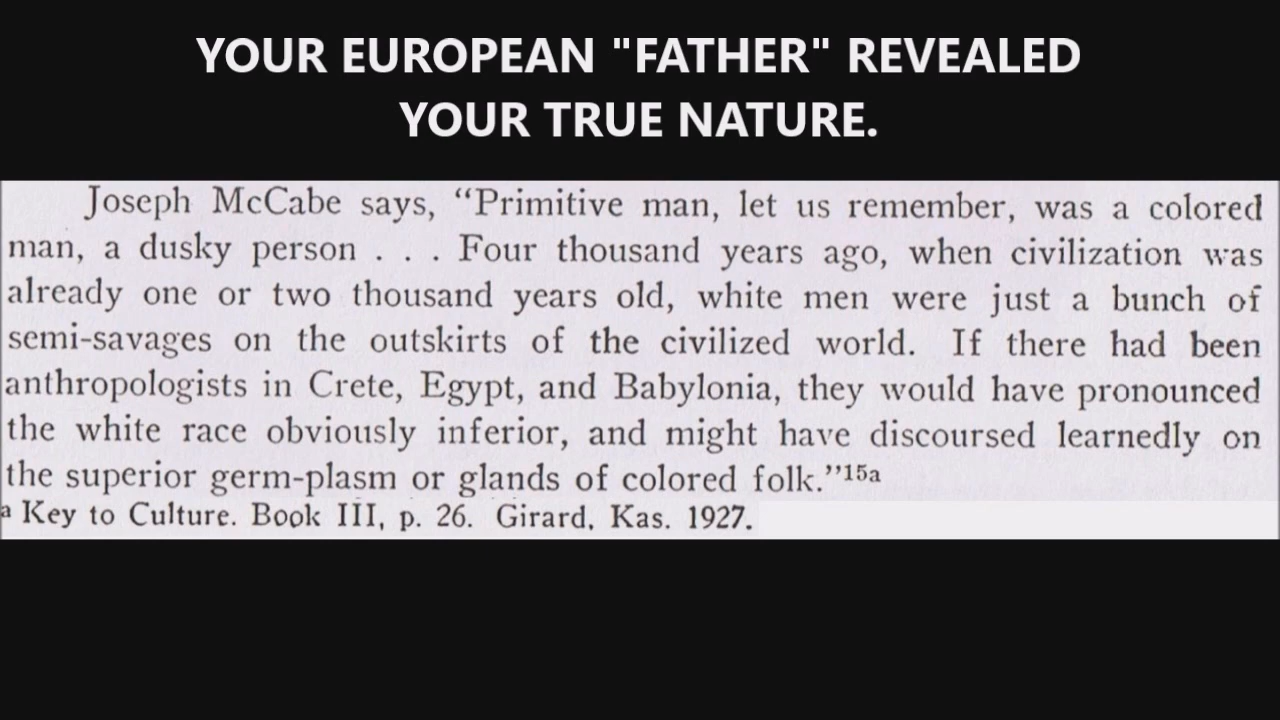 YOUR EUROPEAN "FATHER" REVEALED
YOUR TRUE NATURE.
Joseph McCabe says, “Primitive man, let us remember, was a colored
man, a dusky person . . . Four thousand years ago, when civilization was
already one or two thousand years old, white men were just a bunch of
semi-savages on the outskirts of the civilized world. If there had been
anthropologists in Crete, Egypt, and Babylonia, they would have pronounced
the white race obviously inferior, and might have discoursed learnedly on
the superior germ-plasm or glands of colored folk.”15a
a Key to Culture. Book III, p. 26. Girard, Kas. 1927.